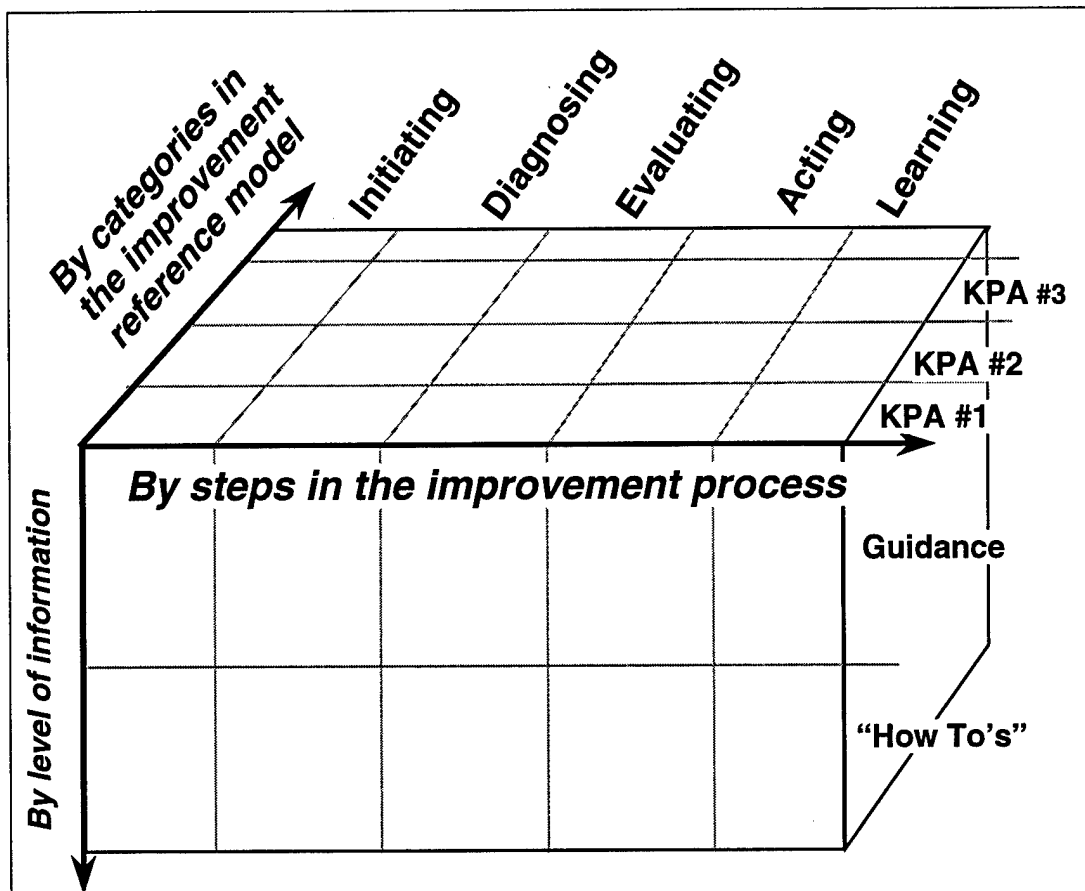 By categories in
the improvement
reference model
Initiating
Diagnosing
Evaluating
Acting
Learning
KPA #3
KPA #2
KPA #1
By steps in the improvement process
By level of information
Guidance
“How To’s”